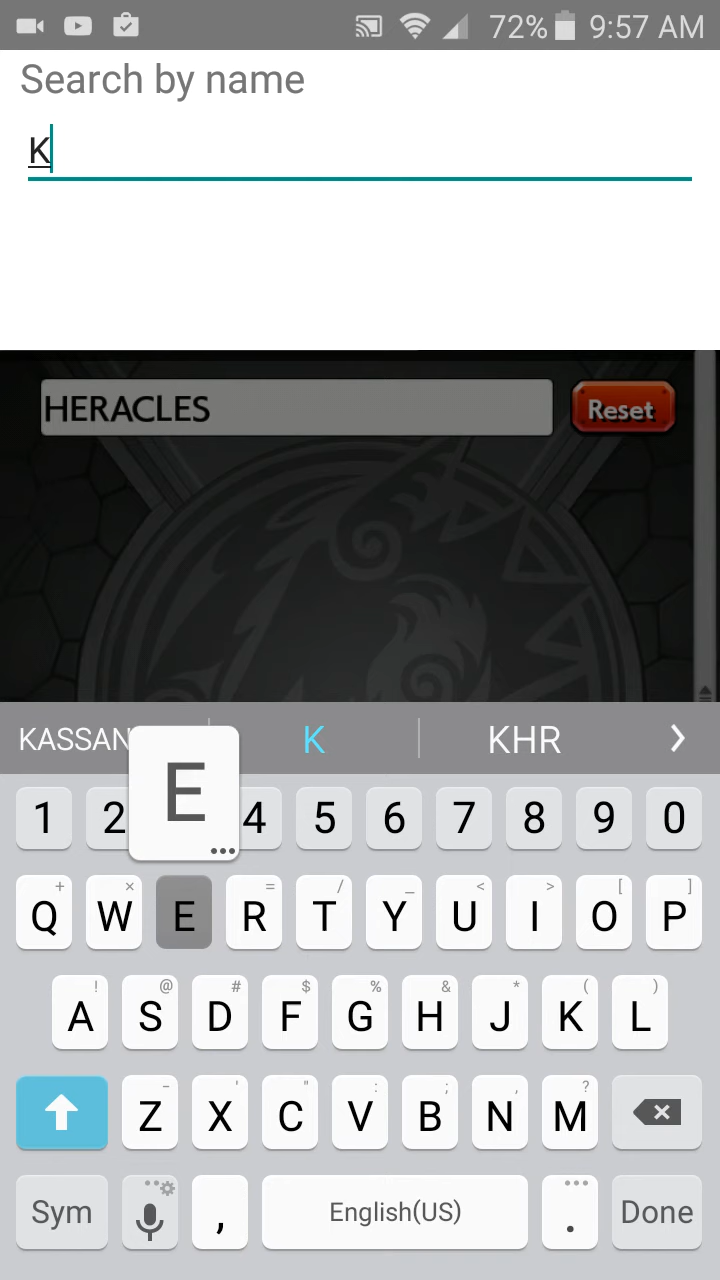 72% 9:57 AM
Search by name
K
HERACLES Reset
KASSAN K KHR
E
1 2 4 5 6 7 8 9 0
+ × = / _ < > [ ]
Q W E R T Y U I O P
! @ # $ % & * ( )
A S D F G H J K L
- ' " : ; , ?
Z X C V B N M
Sym , English(US) . Done